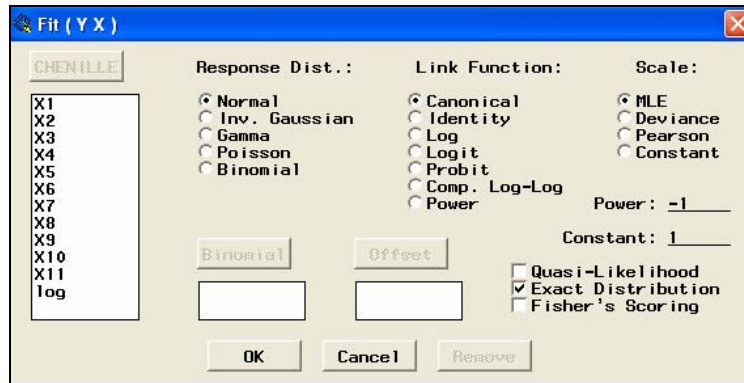 Fit ( Y X )
CHENILLE
X1
X2
X3
X4
X5
X6
X7
X8
X9
X10
X11
log
Response Dist.:
Normal
Inv. Gaussian
Gamma
Poisson
Binomial
Link Function:
Canonical
Identity
Log
Logit
Probit
Comp. Log-Log
Power
Scale:
MLE
Deviance
Pearson
Constant
Power: -1
Constant: 1
Binomial
Offset
Quasi-Likelihood
Exact Distribution
Fisher's Scoring
OK
Cancel
Remove